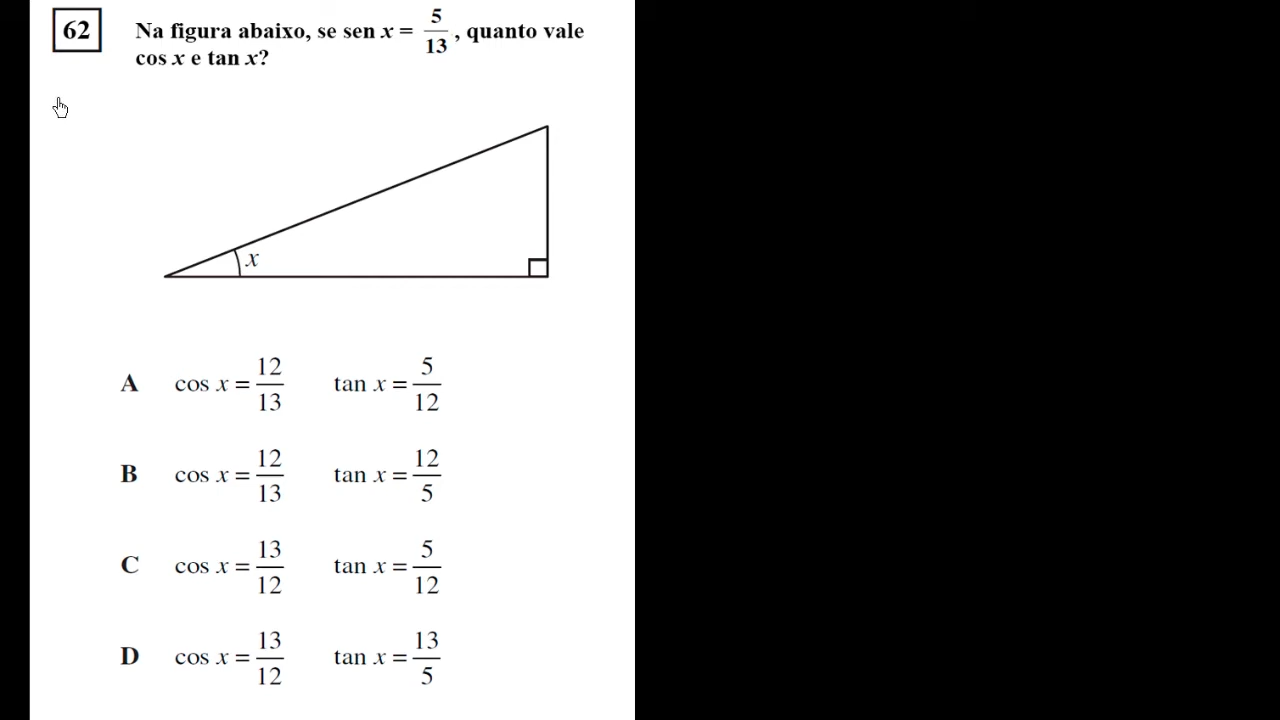 62 Na figura abaixo, se sen x = 5/13, quanto vale
cos x e tan x?
x
A cos x = 12/13 tan x = 5/12
B cos x = 12/13 tan x = 12/5
C cos x = 13/12 tan x = 5/12
D cos x = 13/12 tan x = 13/5